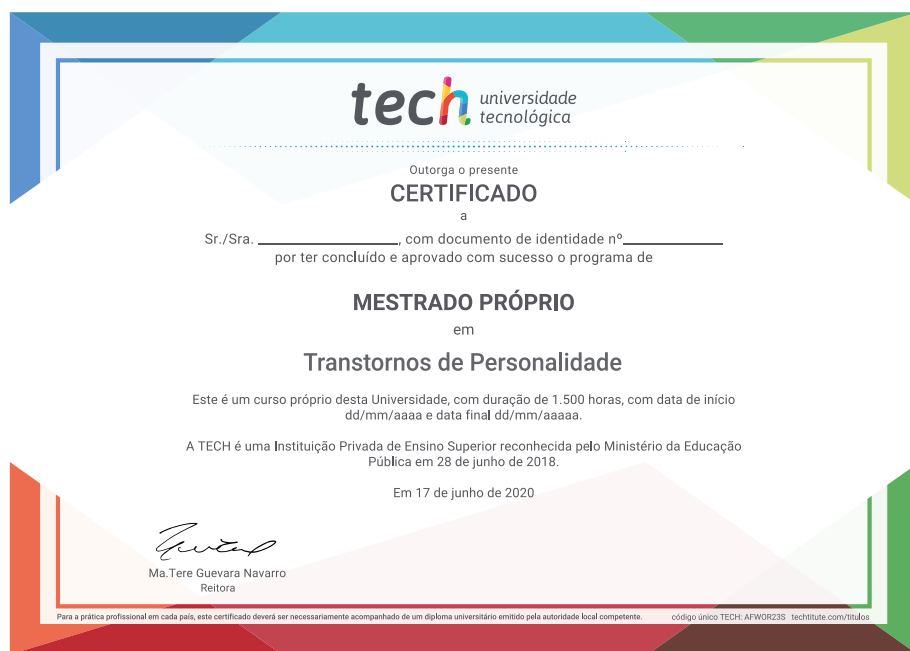 tech universidade
tecnológica
Outorga o presente
CERTIFICADO
a
Sr./Sra. ____________________, com documento de identidade nº______________
por ter concluído e aprovado com sucesso o programa de
MESTRADO PRÓPRIO
em
Transtornos de Personalidade
Este é um curso próprio desta Universidade, com duração de 1.500 horas, com data de início
dd/mm/aaaa e data final dd/mm/aaaaa.
A TECH é uma Instituição Privada de Ensino Superior reconhecida pelo Ministério da Educação
Pública em 28 de junho de 2018.
Em 17 de junho de 2020
Ma.Tere Guevara Navarro
Reitora
Para a prática profissional em cada país, este certificado deverá ser necessariamente acompanhado de um diploma universitário emitido pela autoridade local competente. código único TECH: AFWOR23S techtitute.com/titulos